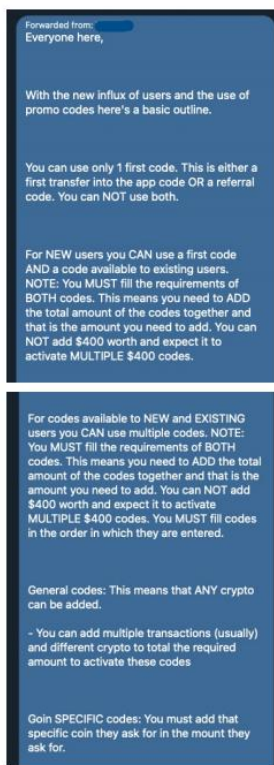 Forwarded from:
Everyone here,
With the new influx of users and the use of
promo codes here's a basic outline.
You can use only 1 first code. This is either a
first transfer into the app code OR a referral
code. You can NOT use both.
For NEW users you CAN use a first code
AND a code available to existing users.
NOTE: You MUST fill the requirements of
BOTH codes. This means you need to ADD
the total amount of the codes together and
that is the amount you need to add. You can
NOT add $400 worth and expect it to
activate MULTIPLE $400 codes.
For codes available to NEW and EXISTING
users you CAN use multiple codes. NOTE:
You MUST fill the requirements of BOTH
codes. This means you need to ADD the total
amount of the codes together and that is the
amount you need to add. You can NOT add
$400 worth and expect it to activate
MULTIPLE $400 codes. You MUST fill codes
in the order in which they are entered.
General codes: This means that ANY crypto
can be added.
- You can add multiple transactions (usually)
and different crypto to total the required
amount to activate these codes
Goin SPECIFIC codes: You must add that
specific coin they ask for in the mount they
ask for.